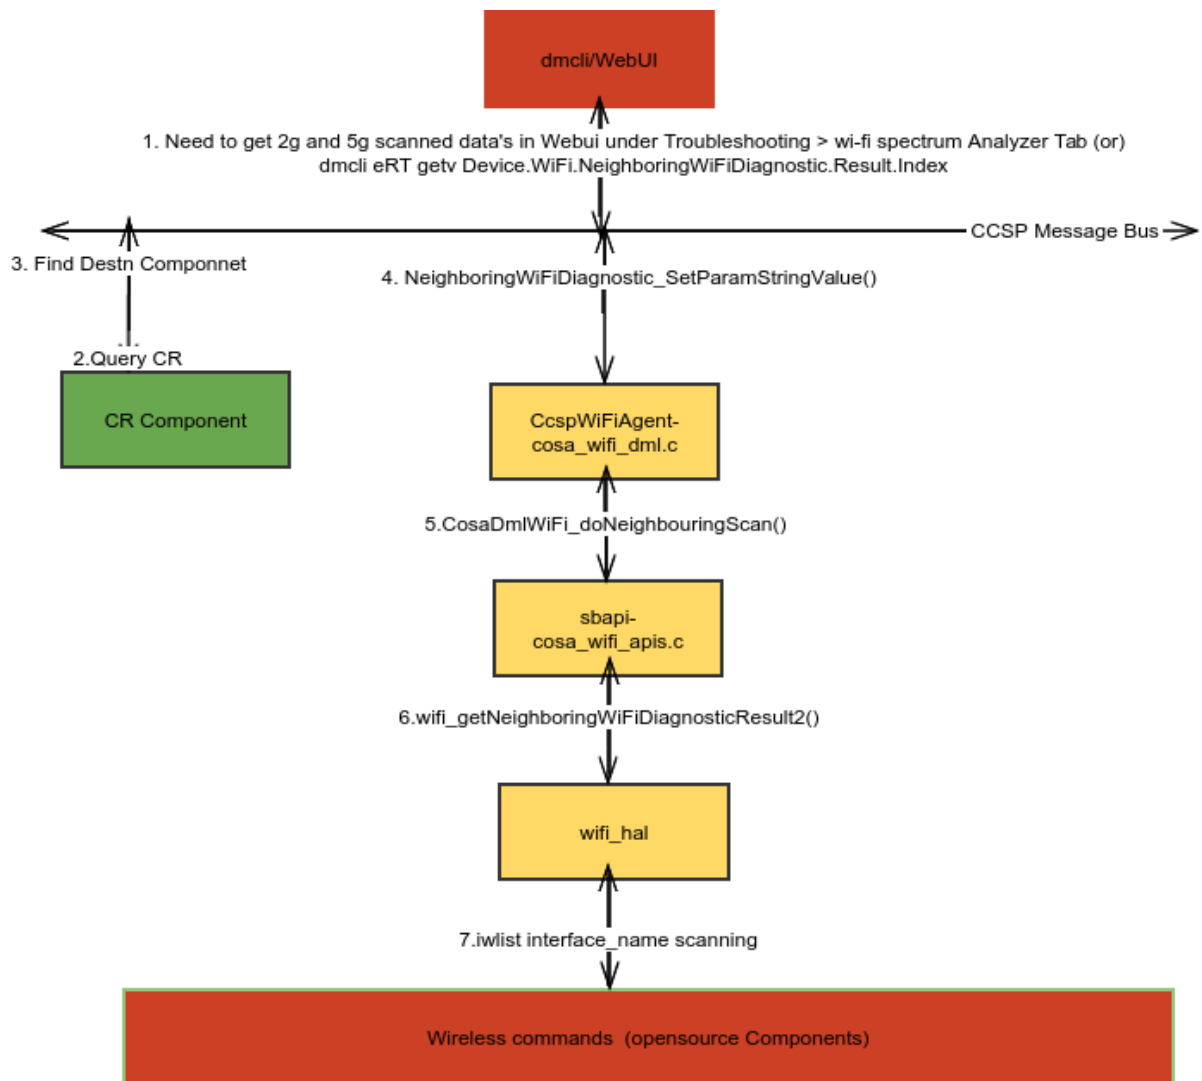 dmcli/WebUI
1. Need to get 2g and 5g scanned data's in Webui under Troubleshooting > wi-fi spectrum Analyzer Tab (or)
dmcli eRT getv Device.WiFi.NeighboringWiFiDiagnostic.Result.Index
CCSP Message Bus
3. Find Destn Componnet
4. NeighboringWiFiDiagnostic_SetParamStringValue()
2.Query CR
CR Component
CcspWiFiAgent-
cosa_wifi_dml.c
5.CosaDmlWiFi_doNeighbouringScan()
sbapi-
cosa_wifi_apis.c
6.wifi_getNeighboringWiFiDiagnosticResult2()
wifi_hal
7.iwlist interface_name scanning
Wireless commands  (opensource Components)